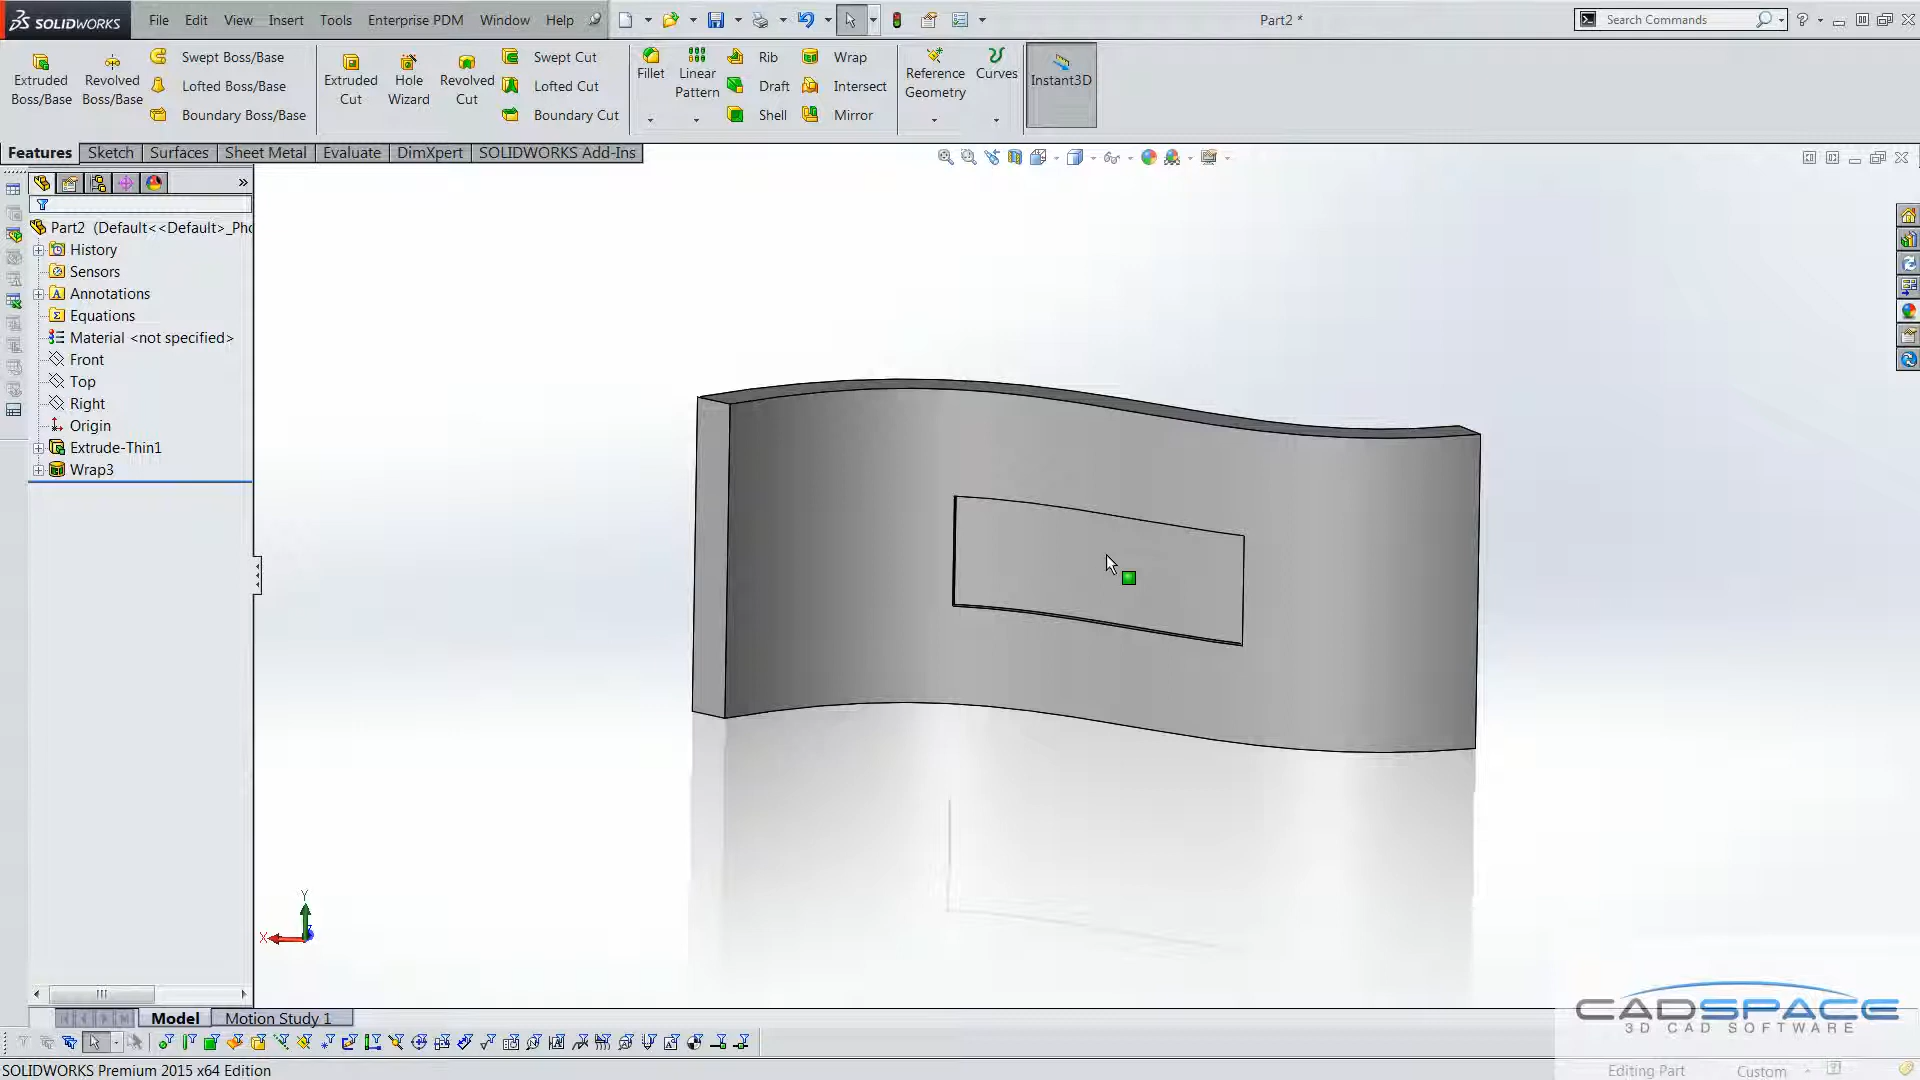 SOLIDWORKS File Edit View Insert Tools Enterprise PDM Window Help Part2 * Search Commands
Extruded Boss/Base
Revolved Boss/Base
Swept Boss/Base
Lofted Boss/Base
Boundary Boss/Base
Extruded Cut
Hole Wizard
Revolved Cut
Swept Cut
Lofted Cut
Boundary Cut
Fillet
Linear Pattern
Rib
Draft
Shell
Wrap
Intersect
Mirror
Reference Geometry
Curves
Instant3D
Features Sketch Surfaces Sheet Metal Evaluate DimXpert SOLIDWORKS Add-Ins
Part2 (Default<<Default>_Pho
History
Sensors
Annotations
Equations
Material <not specified>
Front
Top
Right
Origin
Extrude-Thin1
Wrap3
Y
X
Model Motion Study 1
CADSPACE
3D CAD SOFTWARE
SOLIDWORKS Premium 2015 x64 Edition Editing Part Custom